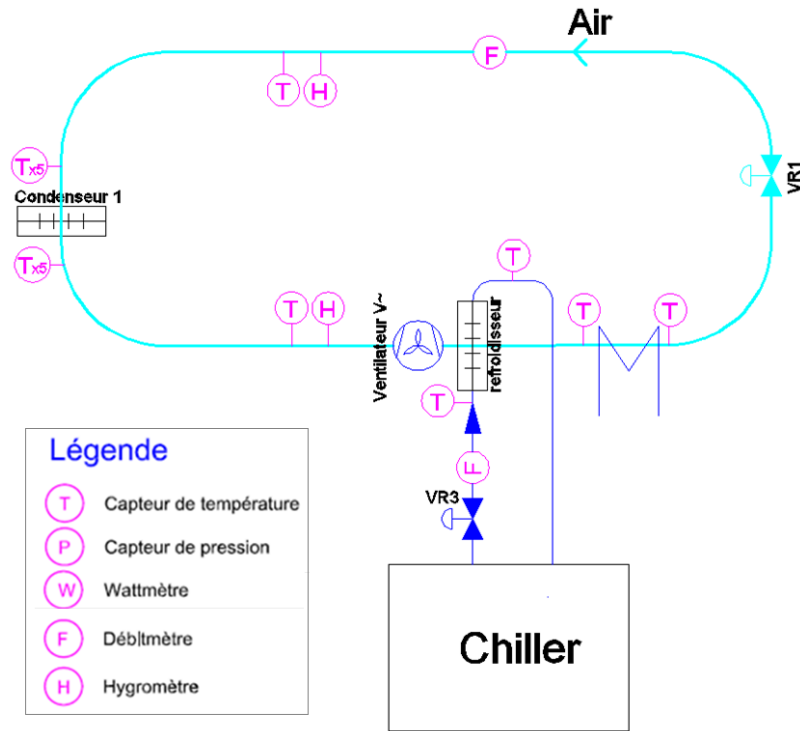 Air
F
T
H
Tx5
VR1
Condenseur 1
Tx5
T
T
H
T
T
Ventilateur V~
refroidisseur
T
F
VR3
Chiller
Légende
T
Capteur de température
P
Capteur de pression
W
Wattmètre
F
Débltmètre
H
Hygromètre